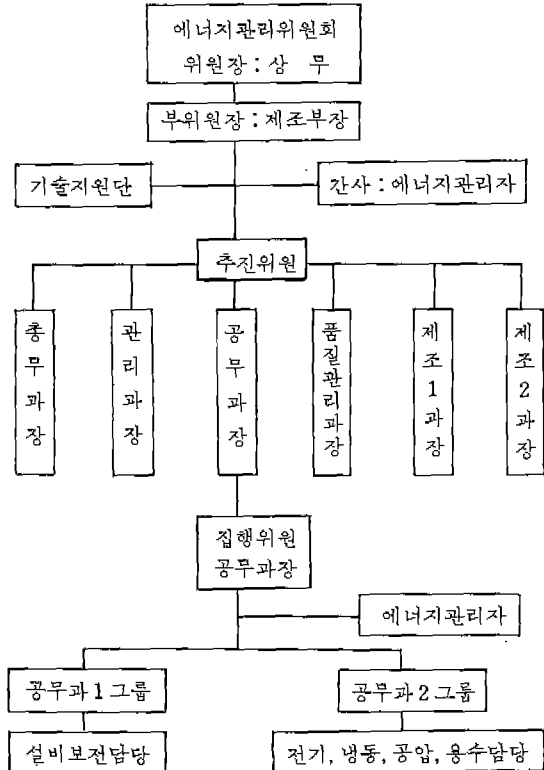 에너지관리위원회
위원장 : 상 무
부위원장 : 제조부장
기술지원단
간사 : 에너지관리자
추진위원
총무과장
관리과장
공무과장
품질관리과장
제조1과장
제조2과장
집행위원
공무과장
에너지관리자
공무과1그룹
공무과2그룹
설비보전담당
전기, 냉동, 공압, 용수담당